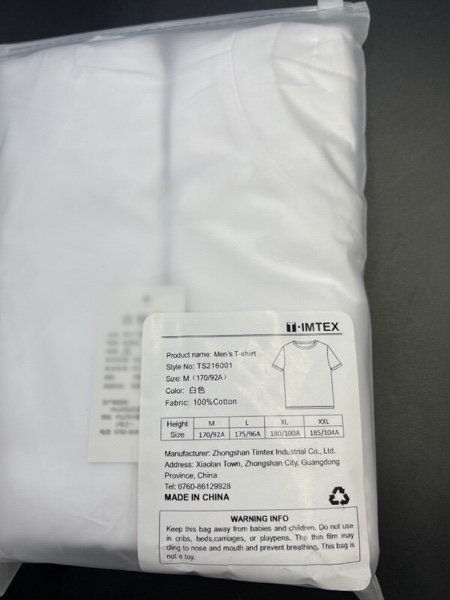 T·IMTEX
Product name: Men's T-shirt
Style No: TS216001
Size: M (170/92A)
Color: 白色
Fabric: 100%Cotton
Height M L XL XXL
Size 170/92A 175/96A 180/100A 185/104A
Manufacturer: Zhongshan Timtex Industrial Co., Ltd.
Address: Xiaolan Town, Zhongshan City, Guangdong
Province, China
Tel: 0760-86129928
MADE IN CHINA
WARNING INFO
Keep this bag away from babies and children, Do not use
in cribs, beds,carriages, or playpens. The thin film may
cling to nose and mouth and prevent breathing. This bag is
not a toy.